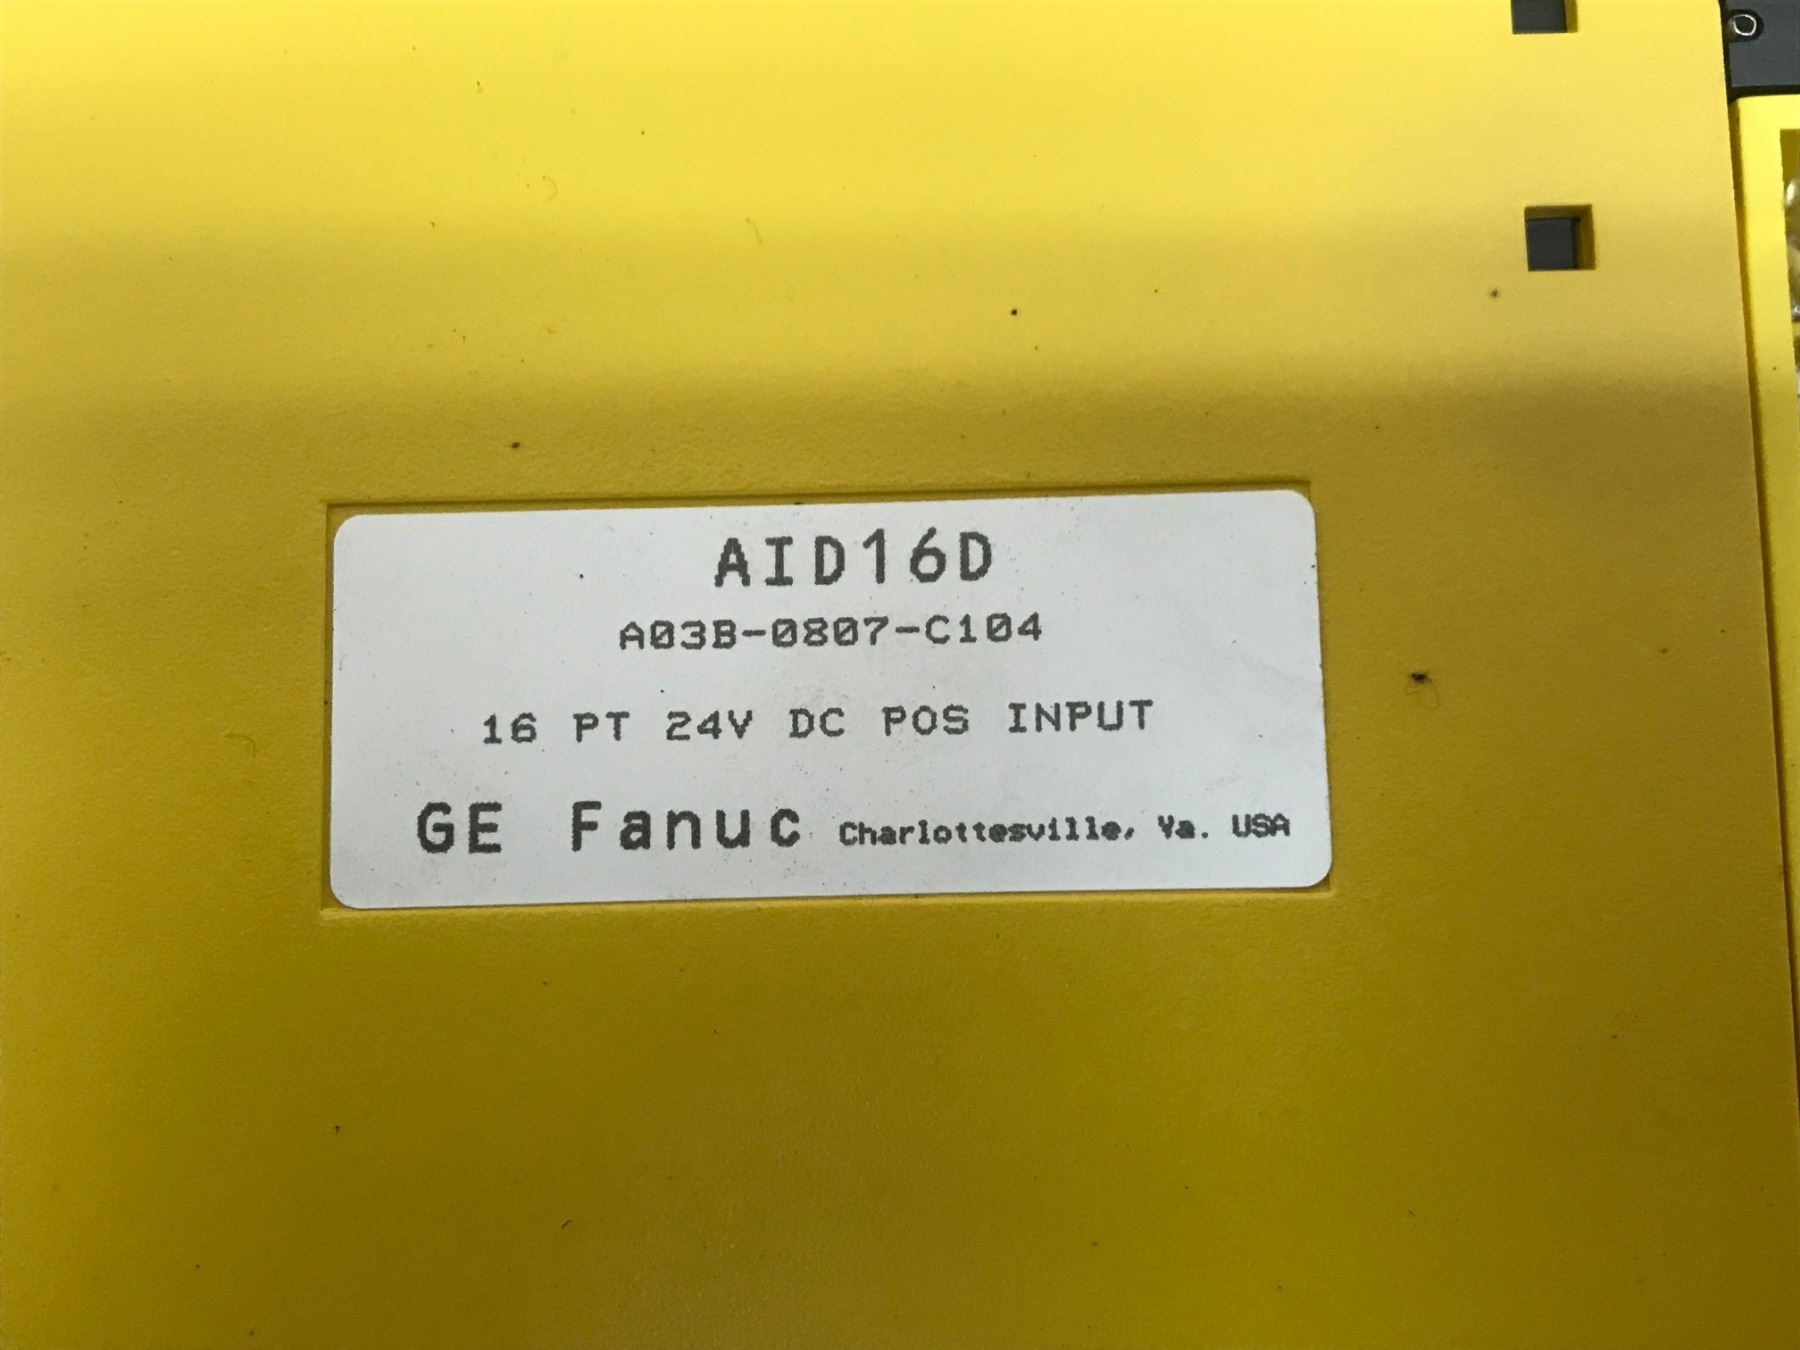 AID16D
A03B-0807-C104
16 PT 24V DC POS INPUT
GE Fanuc Charlottesville, Va. USA